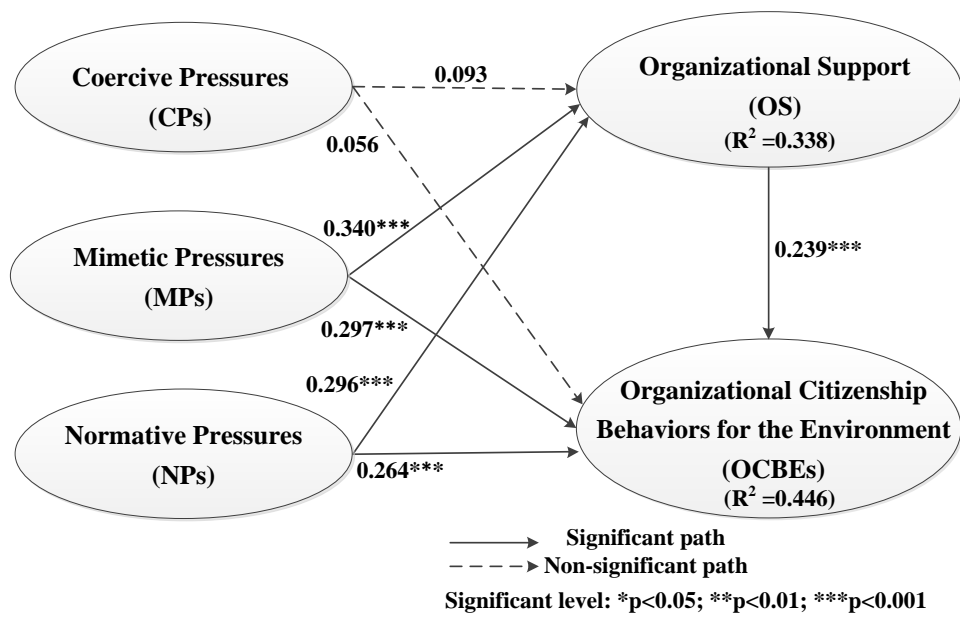 Coercive Pressures
(CPs)
0.093
Organizational Support
(OS)
(R² =0.338)
0.056
0.340***
Mimetic Pressures
(MPs)
0.239***
0.297***
0.296***
Normative Pressures
(NPs)
0.264***
Organizational Citizenship
Behaviors for the Environment
(OCBEs)
(R² =0.446)
Significant path
Non-significant path
Significant level: *p<0.05; **p<0.01; ***p<0.001